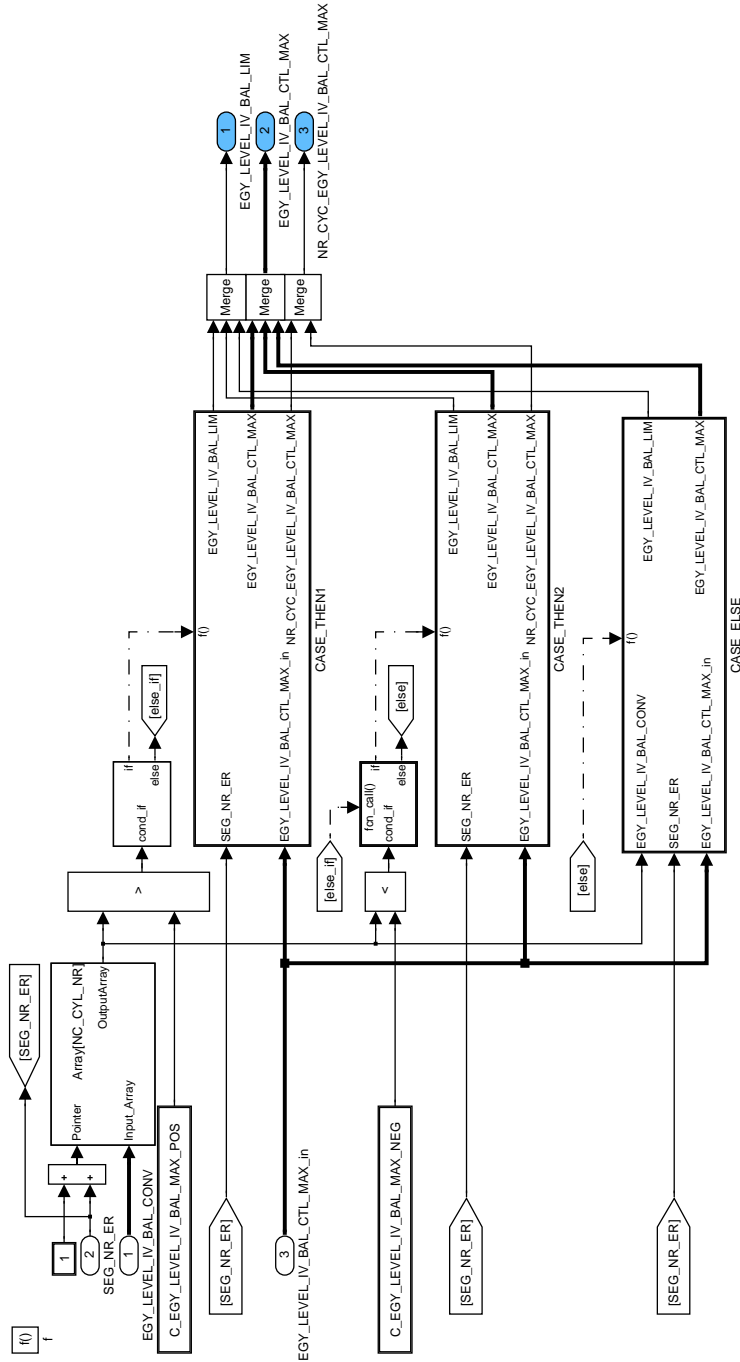 f()
f
1
2
SEG_NR_ER
1
EGY_LEVEL_IV_BAL_CONV
+
+
Pointer
Input_Array
Array[NC_CYL_NR]
OutputArray
[SEG_NR_ER]
C_EGY_LEVEL_IV_BAL_MAX_POS
>
cond_if
if
else
[else_if]
[SEG_NR_ER]
3
EGY_LEVEL_IV_BAL_CTL_MAX_in
f()
SEG_NR_ER
EGY_LEVEL_IV_BAL_CTL_MAX_in
EGY_LEVEL_IV_BAL_LIM
EGY_LEVEL_IV_BAL_CTL_MAX
NR_CYC_EGY_LEVEL_IV_BAL_CTL_MAX
CASE_THEN1
C_EGY_LEVEL_IV_BAL_MAX_NEG
<
[else_if]
fcn_call()
cond_if
if
else
[else]
[SEG_NR_ER]
f()
SEG_NR_ER
EGY_LEVEL_IV_BAL_CTL_MAX_in
EGY_LEVEL_IV_BAL_LIM
EGY_LEVEL_IV_BAL_CTL_MAX
NR_CYC_EGY_LEVEL_IV_BAL_CTL_MAX
CASE_THEN2
[else]
[SEG_NR_ER]
f()
EGY_LEVEL_IV_BAL_CONV
SEG_NR_ER
EGY_LEVEL_IV_BAL_CTL_MAX_in
EGY_LEVEL_IV_BAL_LIM
EGY_LEVEL_IV_BAL_CTL_MAX
CASE_ELSE
Merge
Merge
Merge
1
EGY_LEVEL_IV_BAL_LIM
2
EGY_LEVEL_IV_BAL_CTL_MAX
3
NR_CYC_EGY_LEVEL_IV_BAL_CTL_MAX